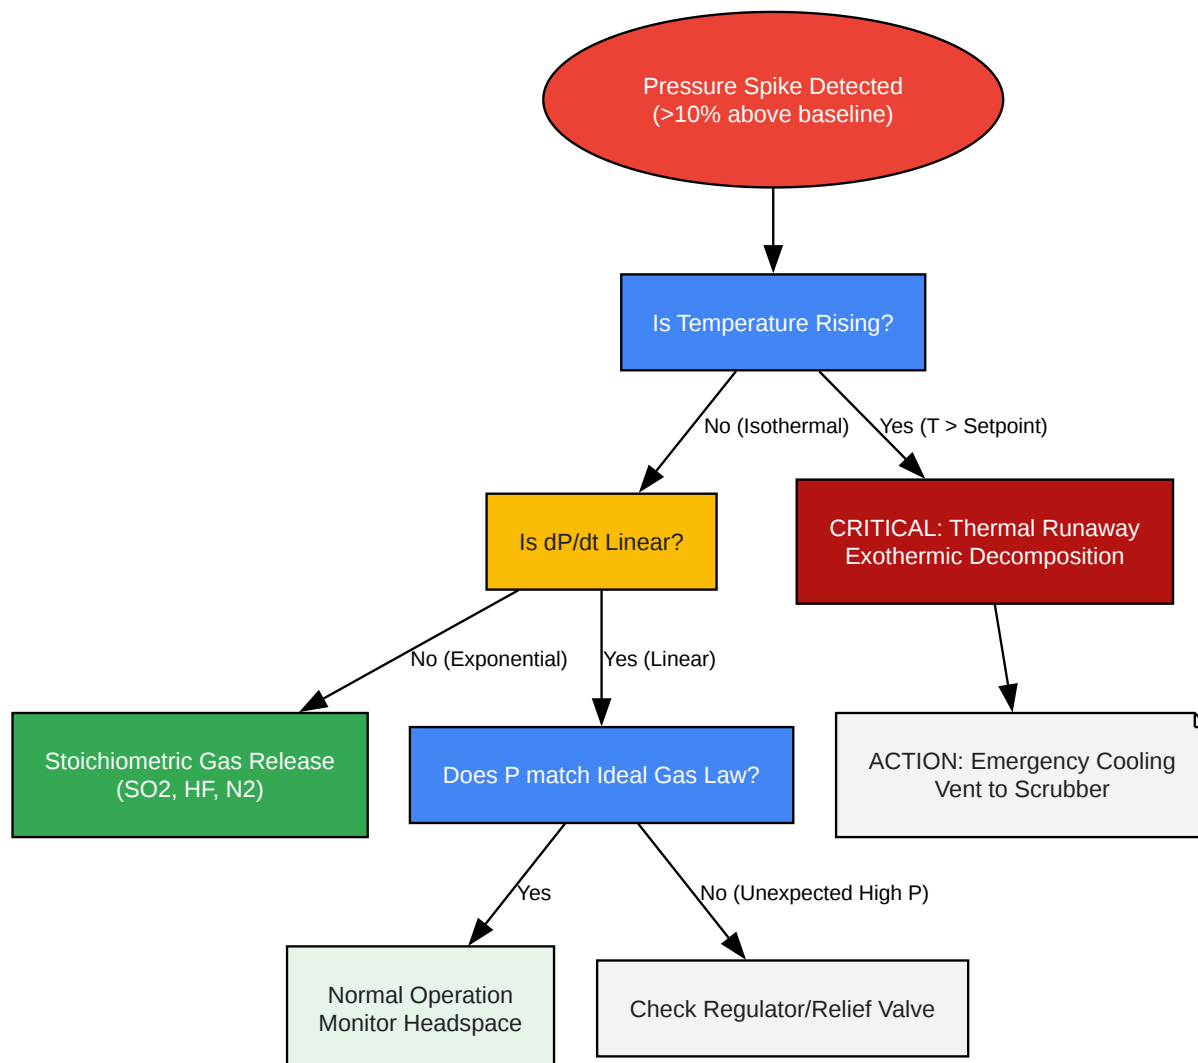 Pressure Spike Detected
(>10% above baseline)
Is Temperature Rising?
No (Isothermal)
Yes (T > Setpoint)
Is dP/dt Linear?
CRITICAL: Thermal Runaway
Exothermic Decomposition
No (Exponential)
Yes (Linear)
Stoichiometric Gas Release
(SO2, HF, N2)
Does P match Ideal Gas Law?
ACTION: Emergency Cooling
Vent to Scrubber
Yes
No (Unexpected High P)
Normal Operation
Monitor Headspace
Check Regulator/Relief Valve